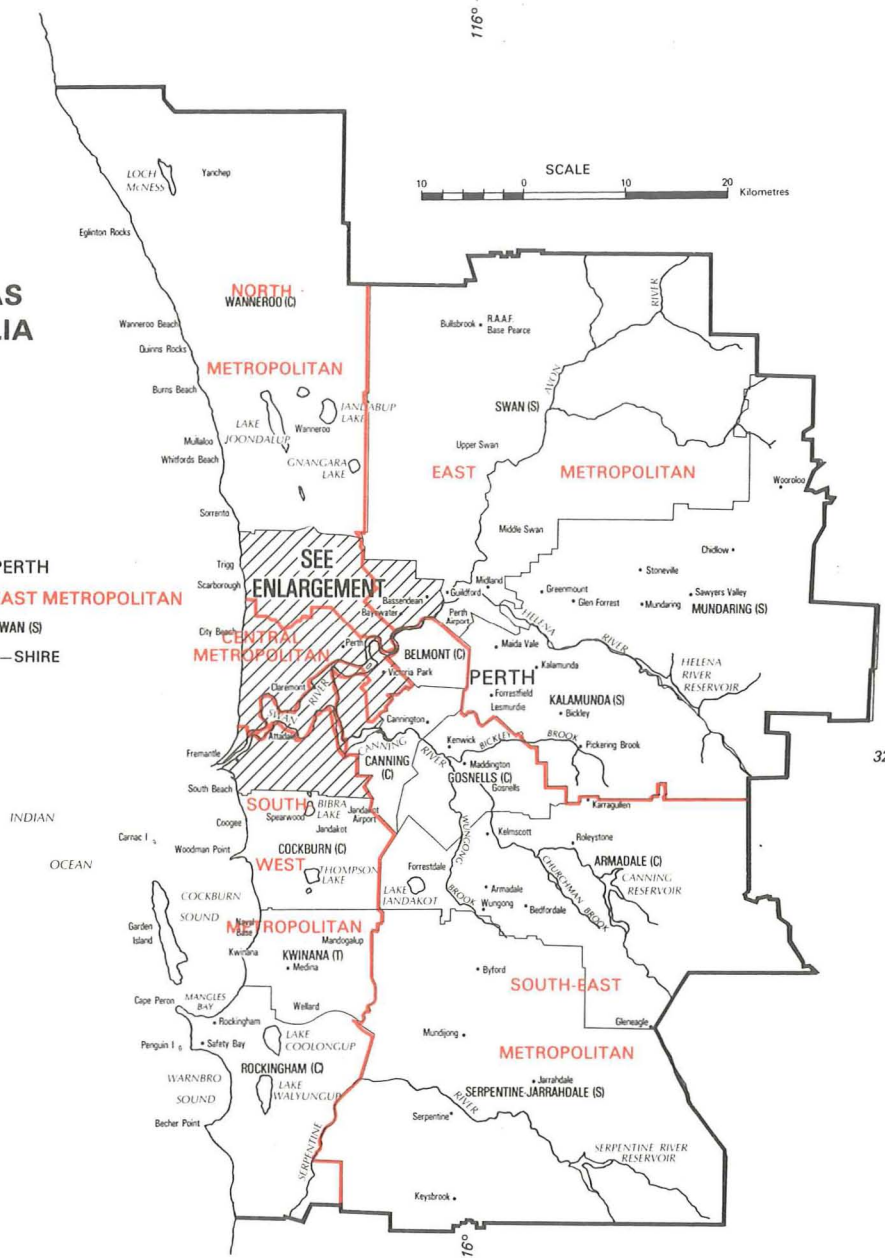 116°
SCALE
10 0 10 20
Kilometres
LOCH
McNESS
Yanchep
Eglinton Rocks
AS
LIA
NORTH
WANNEROO (C)
METROPOLITAN
Wanneroo Beach
Quinns Rocks
Burns Beach
LAKE
JOONDALUP
JANDABUP
LAKE
Wanneroo
Mullaloo
Whitfords Beach
GNANGARA
LAKE
Sorrento
Bullsbrook
R.A.A.F.
Base Pearce
RIVER
AVON
SWAN (S)
Upper Swan
EAST
METROPOLITAN
Wooroloo
Middle Swan
Chidlow
Stoneville
Sawyers Valley
Mundaring
MUNDARING (S)
Greenmount
Glen Forrest
Midland
Guildford
PERTH
AST METROPOLITAN
WAN (S)
—SHIRE
Trigg
Scarborough
SEE
ENLARGEMENT
Bassendean
Bayswater
Perth
Airport
City Beach
CENTRAL
METROPOLITAN
Perth
BELMONT (C)
Victoria Park
Claremont
SWAN
RIVER
HELENA
RIVER
Maida Vale
Kalamunda
PERTH
Forrestfield
Lesmurdie
KALAMUNDA (S)
Bickley
HELENA
RIVER
RESERVOIR
Cannington
Attadale
Fremantle
CANNING
RIVER
CANNING
(C)
Kenwick
BICKLEY
BROOK
Pickering Brook
Maddington
GOSNELLS (C)
Gosnells
32
South Beach
SOUTH
BIBRA
LAKE
Spearwood
Jandakot
Airport
Jandakot
Karragullen
INDIAN
OCEAN
Coogee
Carnac I
Woodman Point
COCKBURN (C)
WEST
THOMPSON
LAKE
WUNGONG
BROOK
Kelmscott
Roleystone
ARMADALE (C)
CANNING
RESERVOIR
CHURCHMAN BROOK
Forrestdale
LAKE
JANDAKOT
Armadale
Wungong
Bedfordale
COCKBURN
SOUND
Garden
Island
Naval
Base
METROPOLITAN
Mandogalup
Kwinana
KWINANA (T)
Medina
Byford
SOUTH-EAST
Cape Peron
MANGLES
BAY
Wellard
Gleneagle
Rockingham
Penguin I
Safety Bay
LAKE
COOLONGUP
Mundijong
METROPOLITAN
ROCKINGHAM (C)
WARNBRO
SOUND
LAKE
WALYUNGUP
Jarrahdale
SERPENTINE-JARRAHDALE (S)
RIVER
Serpentine
Becher Point
SERPENTINE
SERPENTINE RIVER
RESERVOIR
Keysbrook
16°